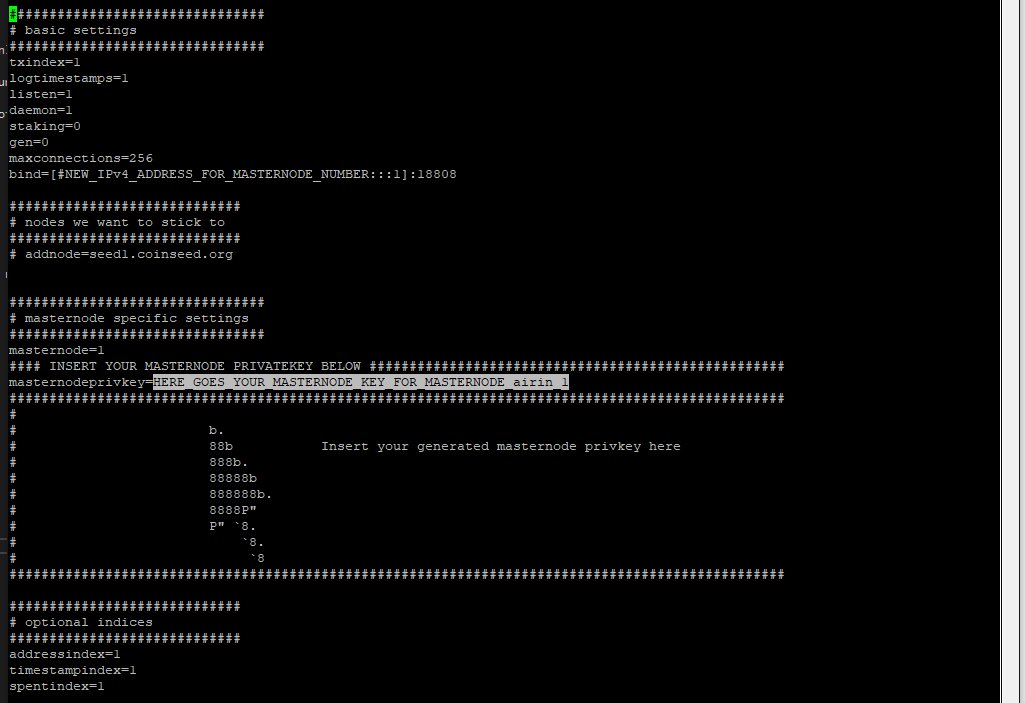 ################################
# basic settings
################################
txindex=1
logtimestamps=1
listen=1
daemon=1
staking=0
gen=0
maxconnections=256
bind=[#NEW_IPv4_ADDRESS_FOR_MASTERNODE_NUMBER:::1]:18808
#############################
# nodes we want to stick to
#############################
# addnode=seed1.coinseed.org
################################
# masternode specific settings
################################
masternode=1
#### INSERT YOUR MASTERNODE PRIVATEKEY BELOW ####################################################
masternodeprivkey=HERE_GOES_YOUR_MASTERNODE_KEY_FOR_MASTERNODE_airin_1
#################################################################################################
#
#                        b.
#                        88b           Insert your generated masternode privkey here
#                        888b.
#                        88888b
#                        888888b.
#                        8888P"
#                        P" `8.
#                            `8.
#                             `8
#################################################################################################
#############################
# optional indices
#############################
addressindex=1
timestampindex=1
spentindex=1